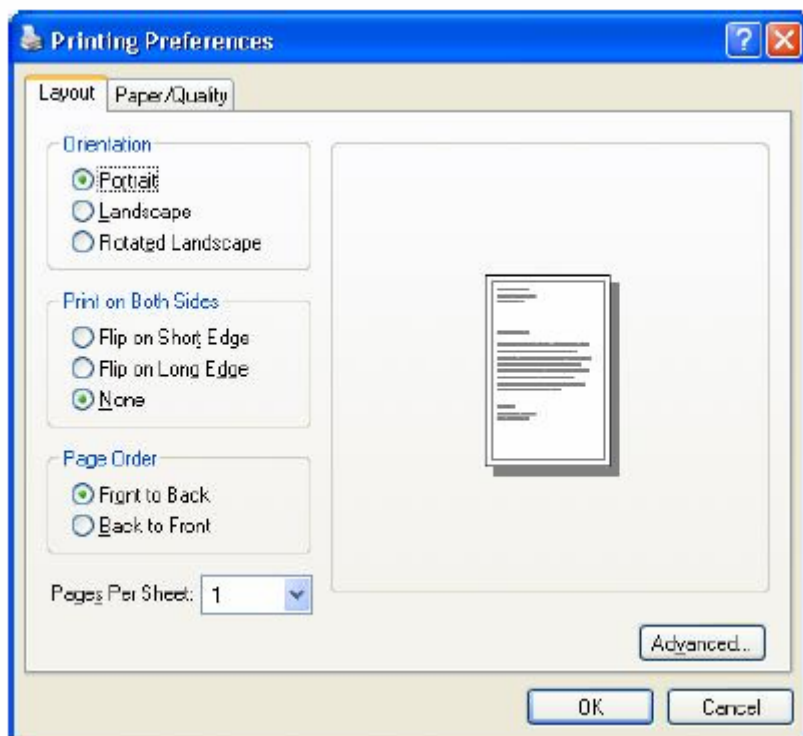 Printing Preferences
Layout
Paper/Quality
Orientation
Portrait
Landscape
Rotated Landscape
Print on Both Sides
Flip on Short Edge
Flip on Long Edge
None
Page Order
Front to Back
Back to Front
Pages Per Sheet: 1
Advanced...
OK
Cancel